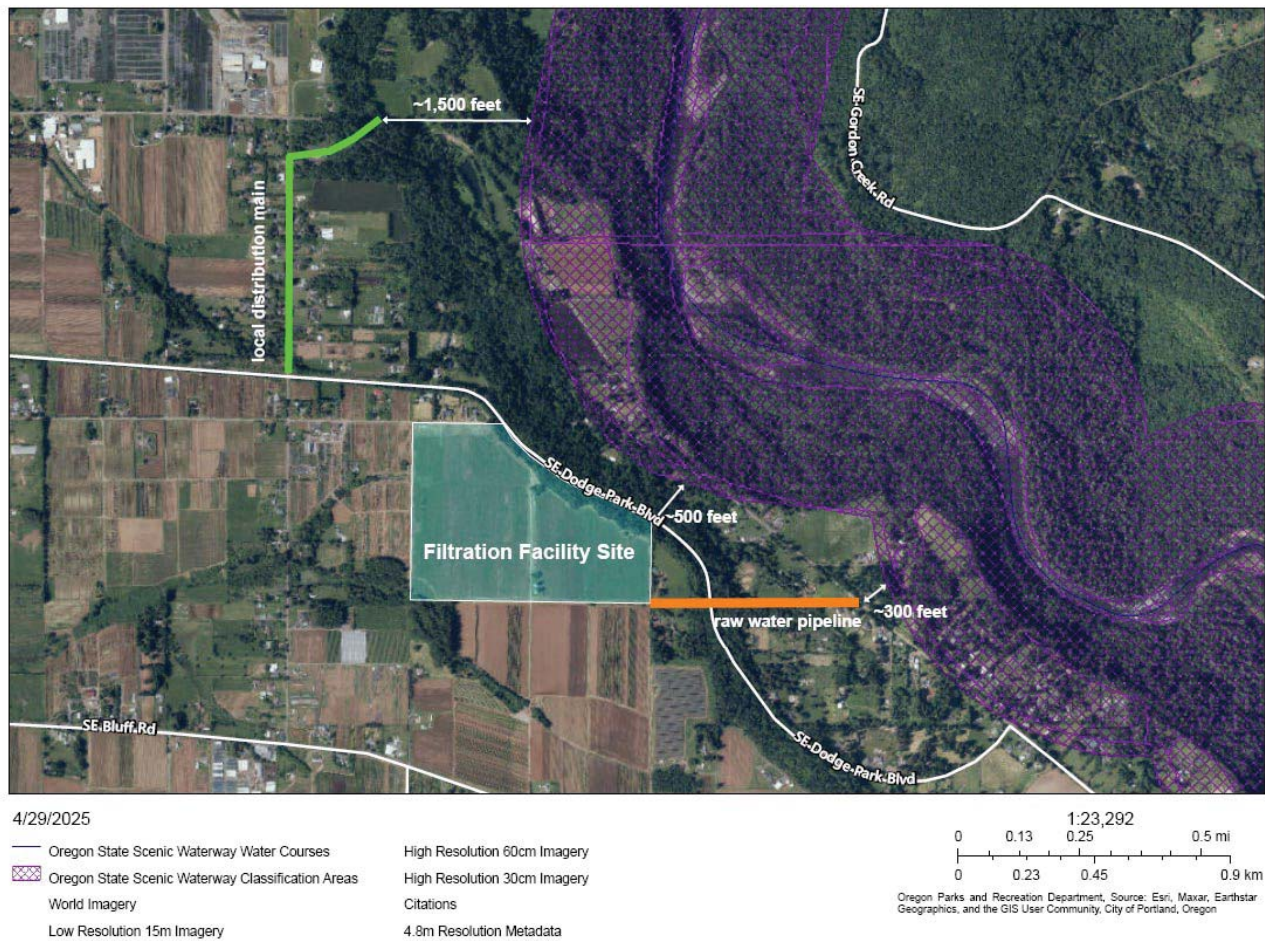 ~1,500 feet
SE Gordon Creek Rd
local distribution main
SE Dodge Park Blvd
~500 feet
Filtration Facility Site
~300 feet
raw water pipeline
SE Bluff Rd
SE Dodge Park Blvd
4/29/2025
Oregon State Scenic Waterway Water Courses
Oregon State Scenic Waterway Classification Areas
World Imagery
Low Resolution 15m Imagery
High Resolution 60cm Imagery
High Resolution 30cm Imagery
Citations
4.8m Resolution Metadata
1:23,292
0 0.13 0.25 0.5 mi
0 0.23 0.45 0.9 km
Oregon Parks and Recreation Department, Source: Esri, Maxar, Earthstar
Geographics, and the GIS User Community, City of Portland, Oregon